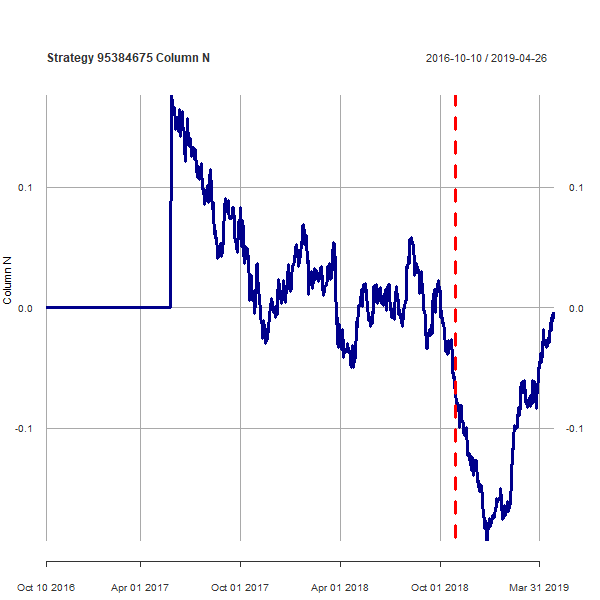 Strategy 95384675 Column N
2016-10-10 / 2019-04-26
Column N
0.1
0.0
-0.1
0.1
0.0
-0.1
Oct 10 2016
Apr 01 2017
Oct 01 2017
Apr 01 2018
Oct 01 2018
Mar 31 2019